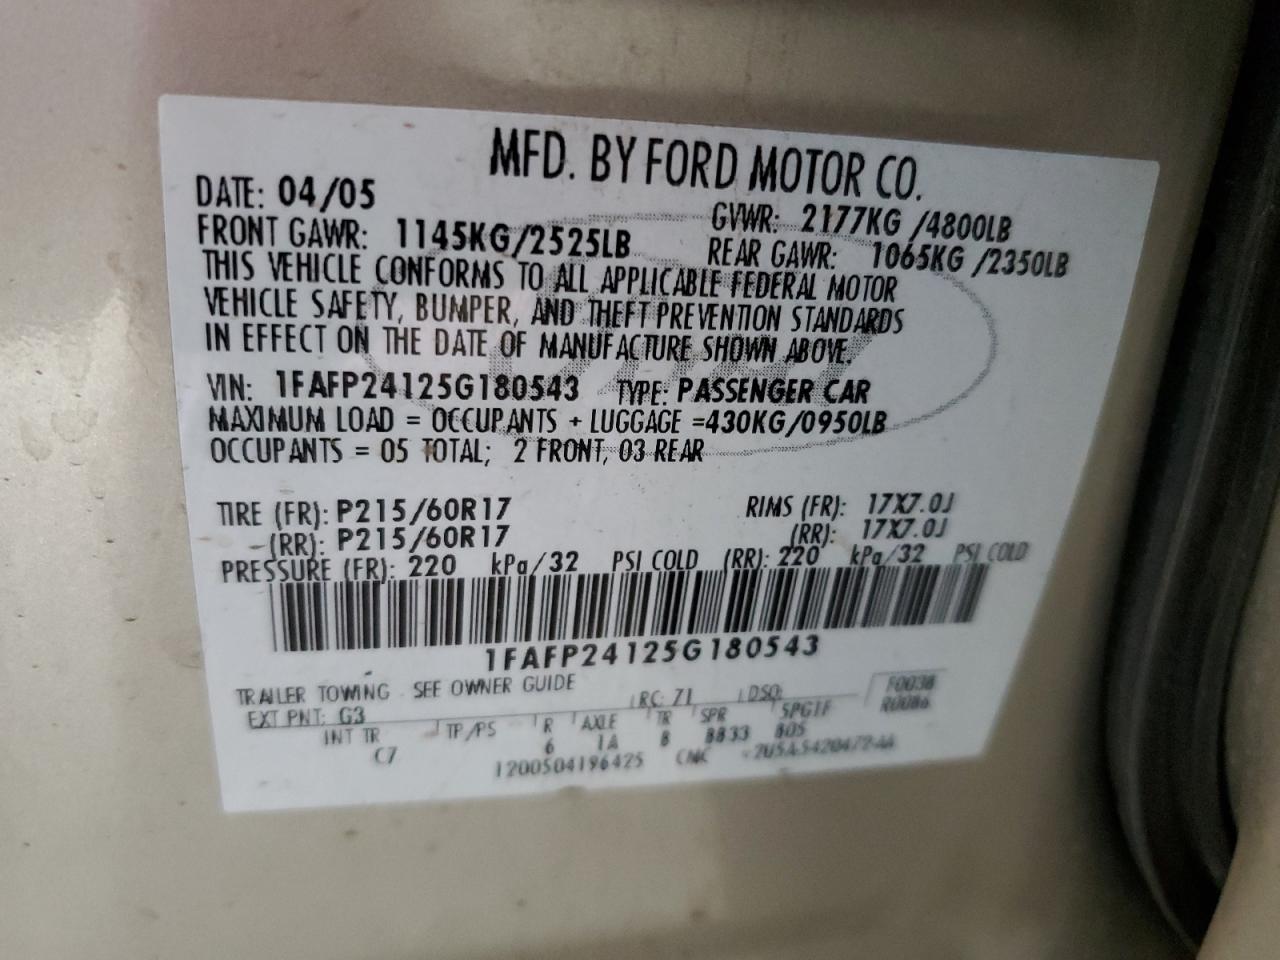 MFD. BY FORD MOTOR CO.
DATE: 04/05 GVWR: 2177KG /4800LB
FRONT GAWR: 1145KG/2525LB REAR GAWR: 1065KG /2350LB
THIS VEHICLE CONFORMS TO ALL APPLICABLE FEDERAL MOTOR
VEHICLE SAFETY, BUMPER, AND THEFT PREVENTION STANDARDS
IN EFFECT ON THE DATE OF MANUFACTURE SHOWN ABOVE.
VIN: 1FAFP24125G180543 TYPE: PASSENGER CAR
MAXIMUM LOAD = OCCUPANTS + LUGGAGE =430KG/0950LB
OCCUPANTS = 05 TOTAL; 2 FRONT, 03 REAR
TIRE (FR): P215/60R17 RIMS (FR): 17X7.0J
(RR): P215/60R17 (RR): 17X7.0J
PRESSURE (FR): 220 kPa/32 PSI COLD (RR): 220 kPa/32 PSI COLD
1FAFP24125G180543
TRAILER TOWING SEE OWNER GUIDE
EXT PNT: G3 RC: 71 DSO: F0038
R0086
INT TR TP/PS R AXLE TR SPR
C7 6 1A B BB33
1200504196425 CMC